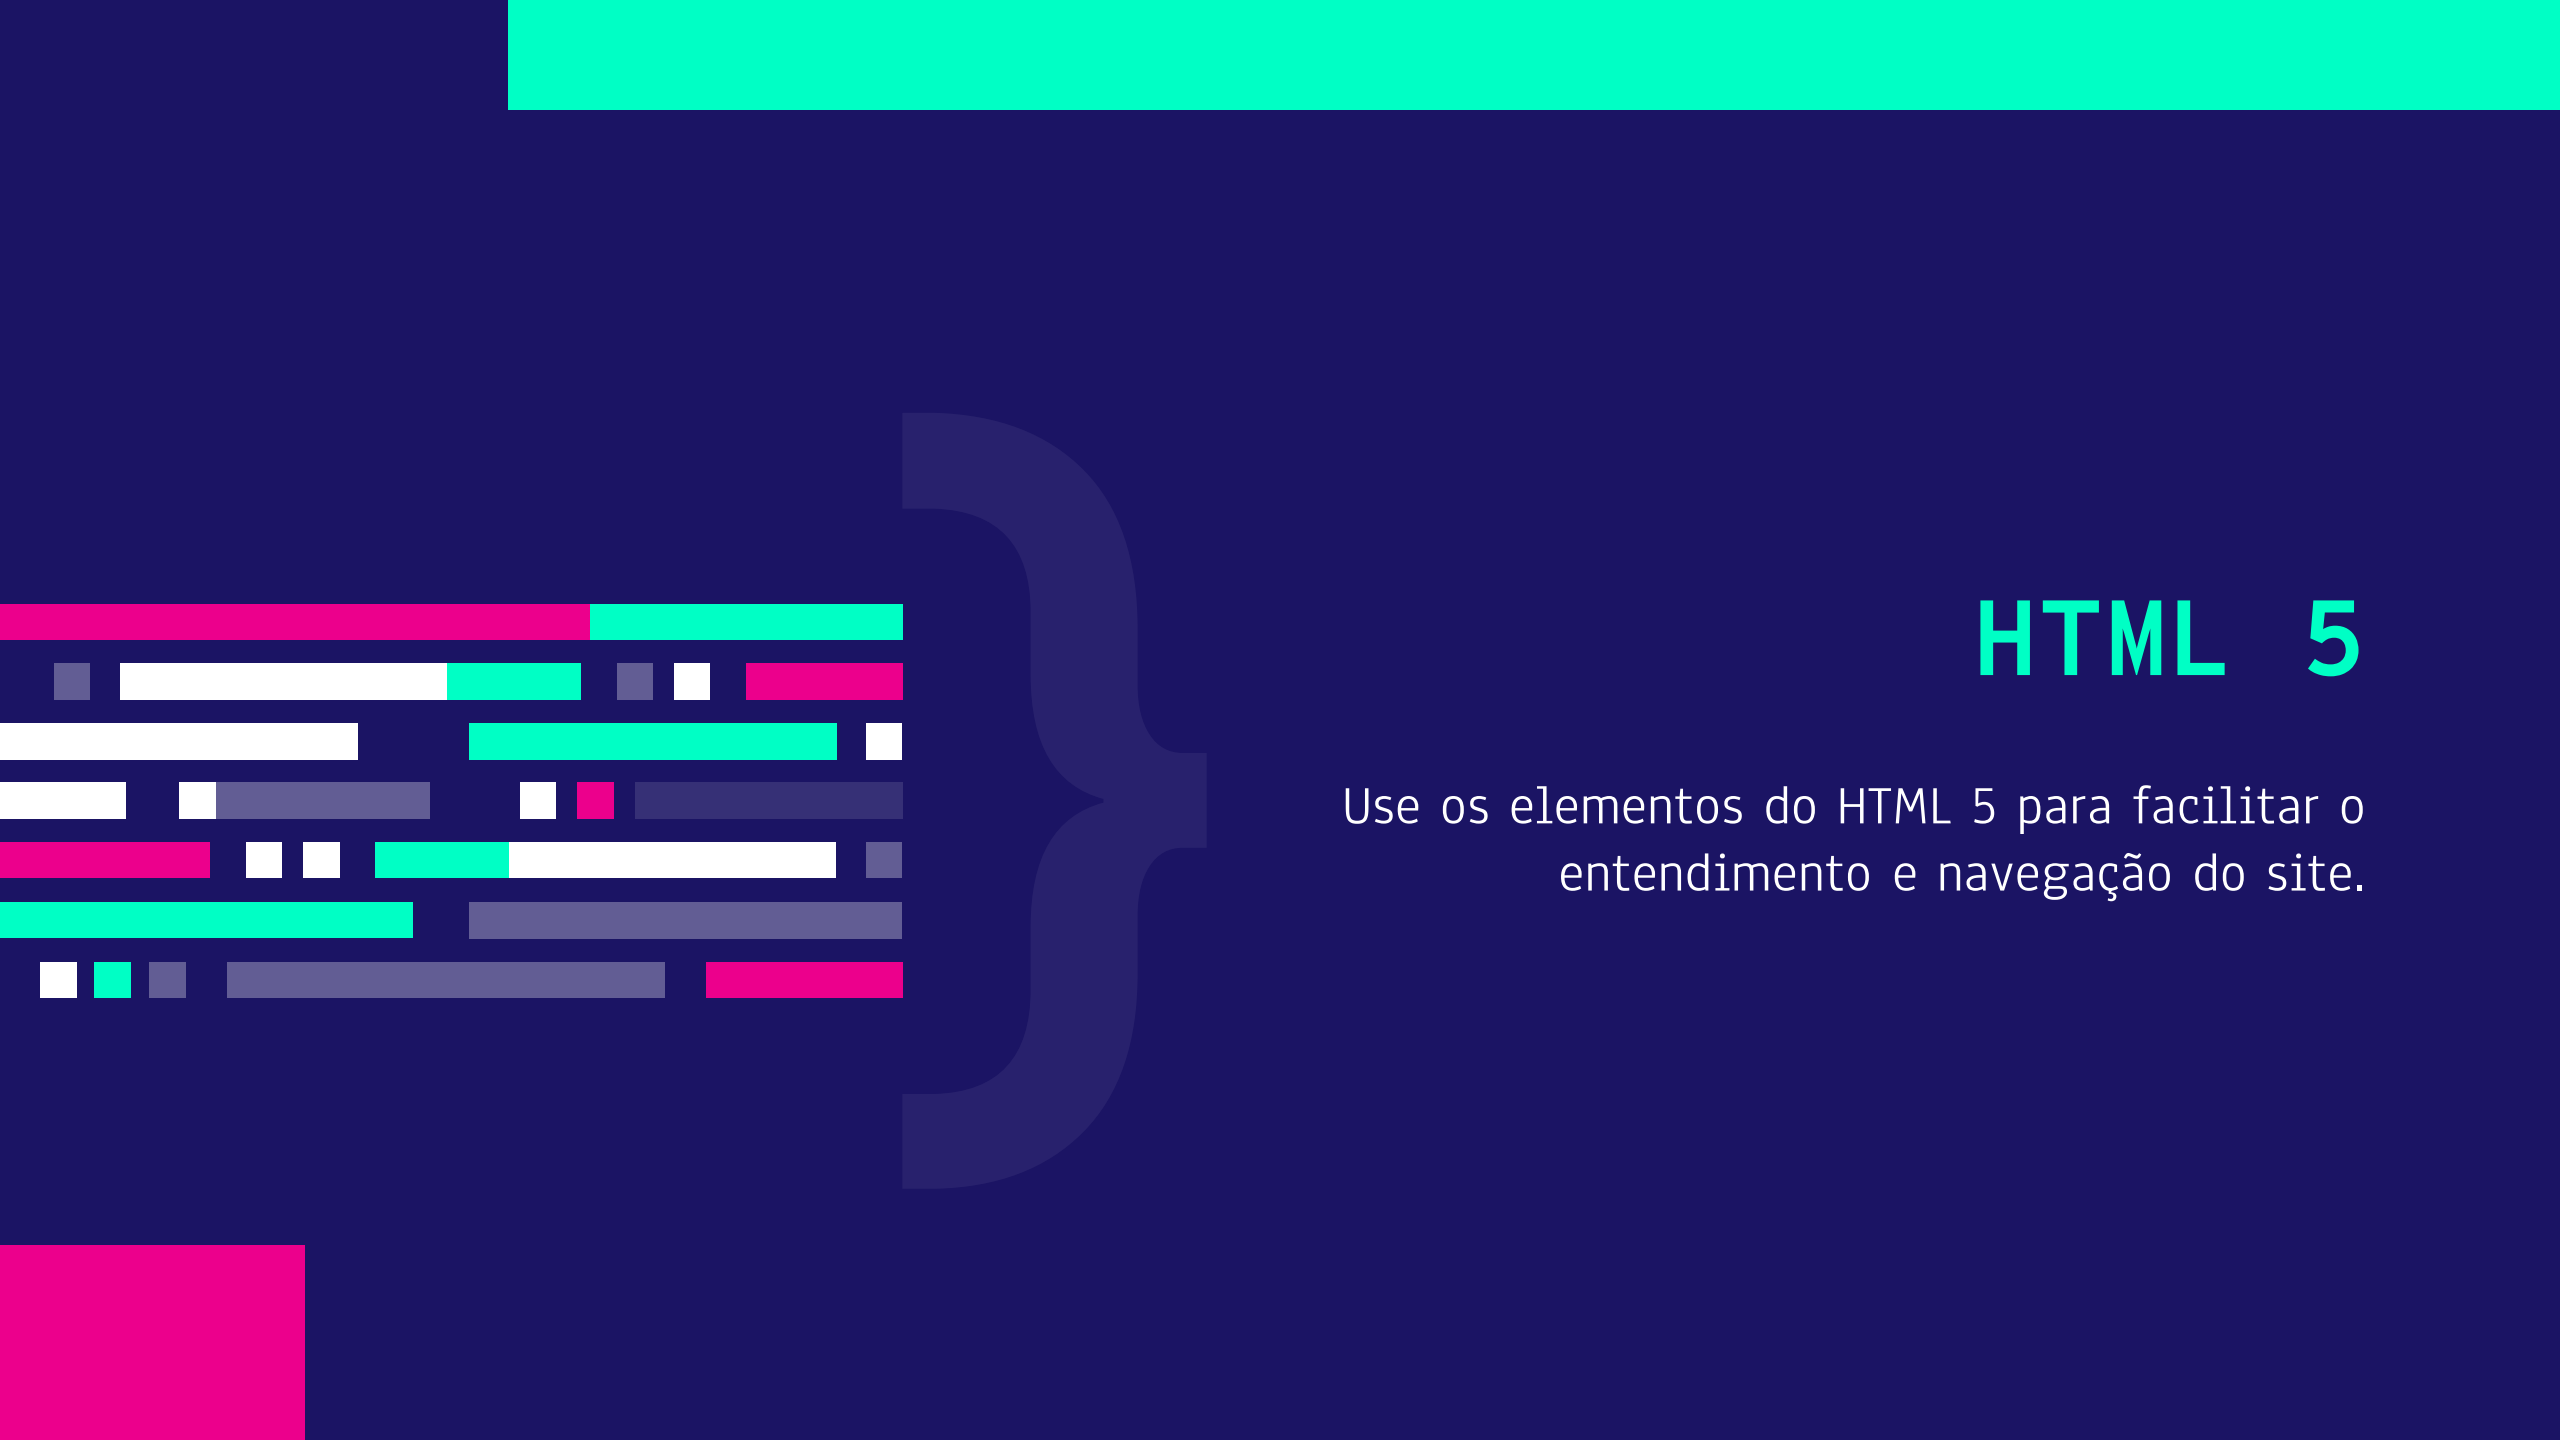 HTML 5
Use os elementos do HTML 5 para facilitar o
entendimento e navegação do site.